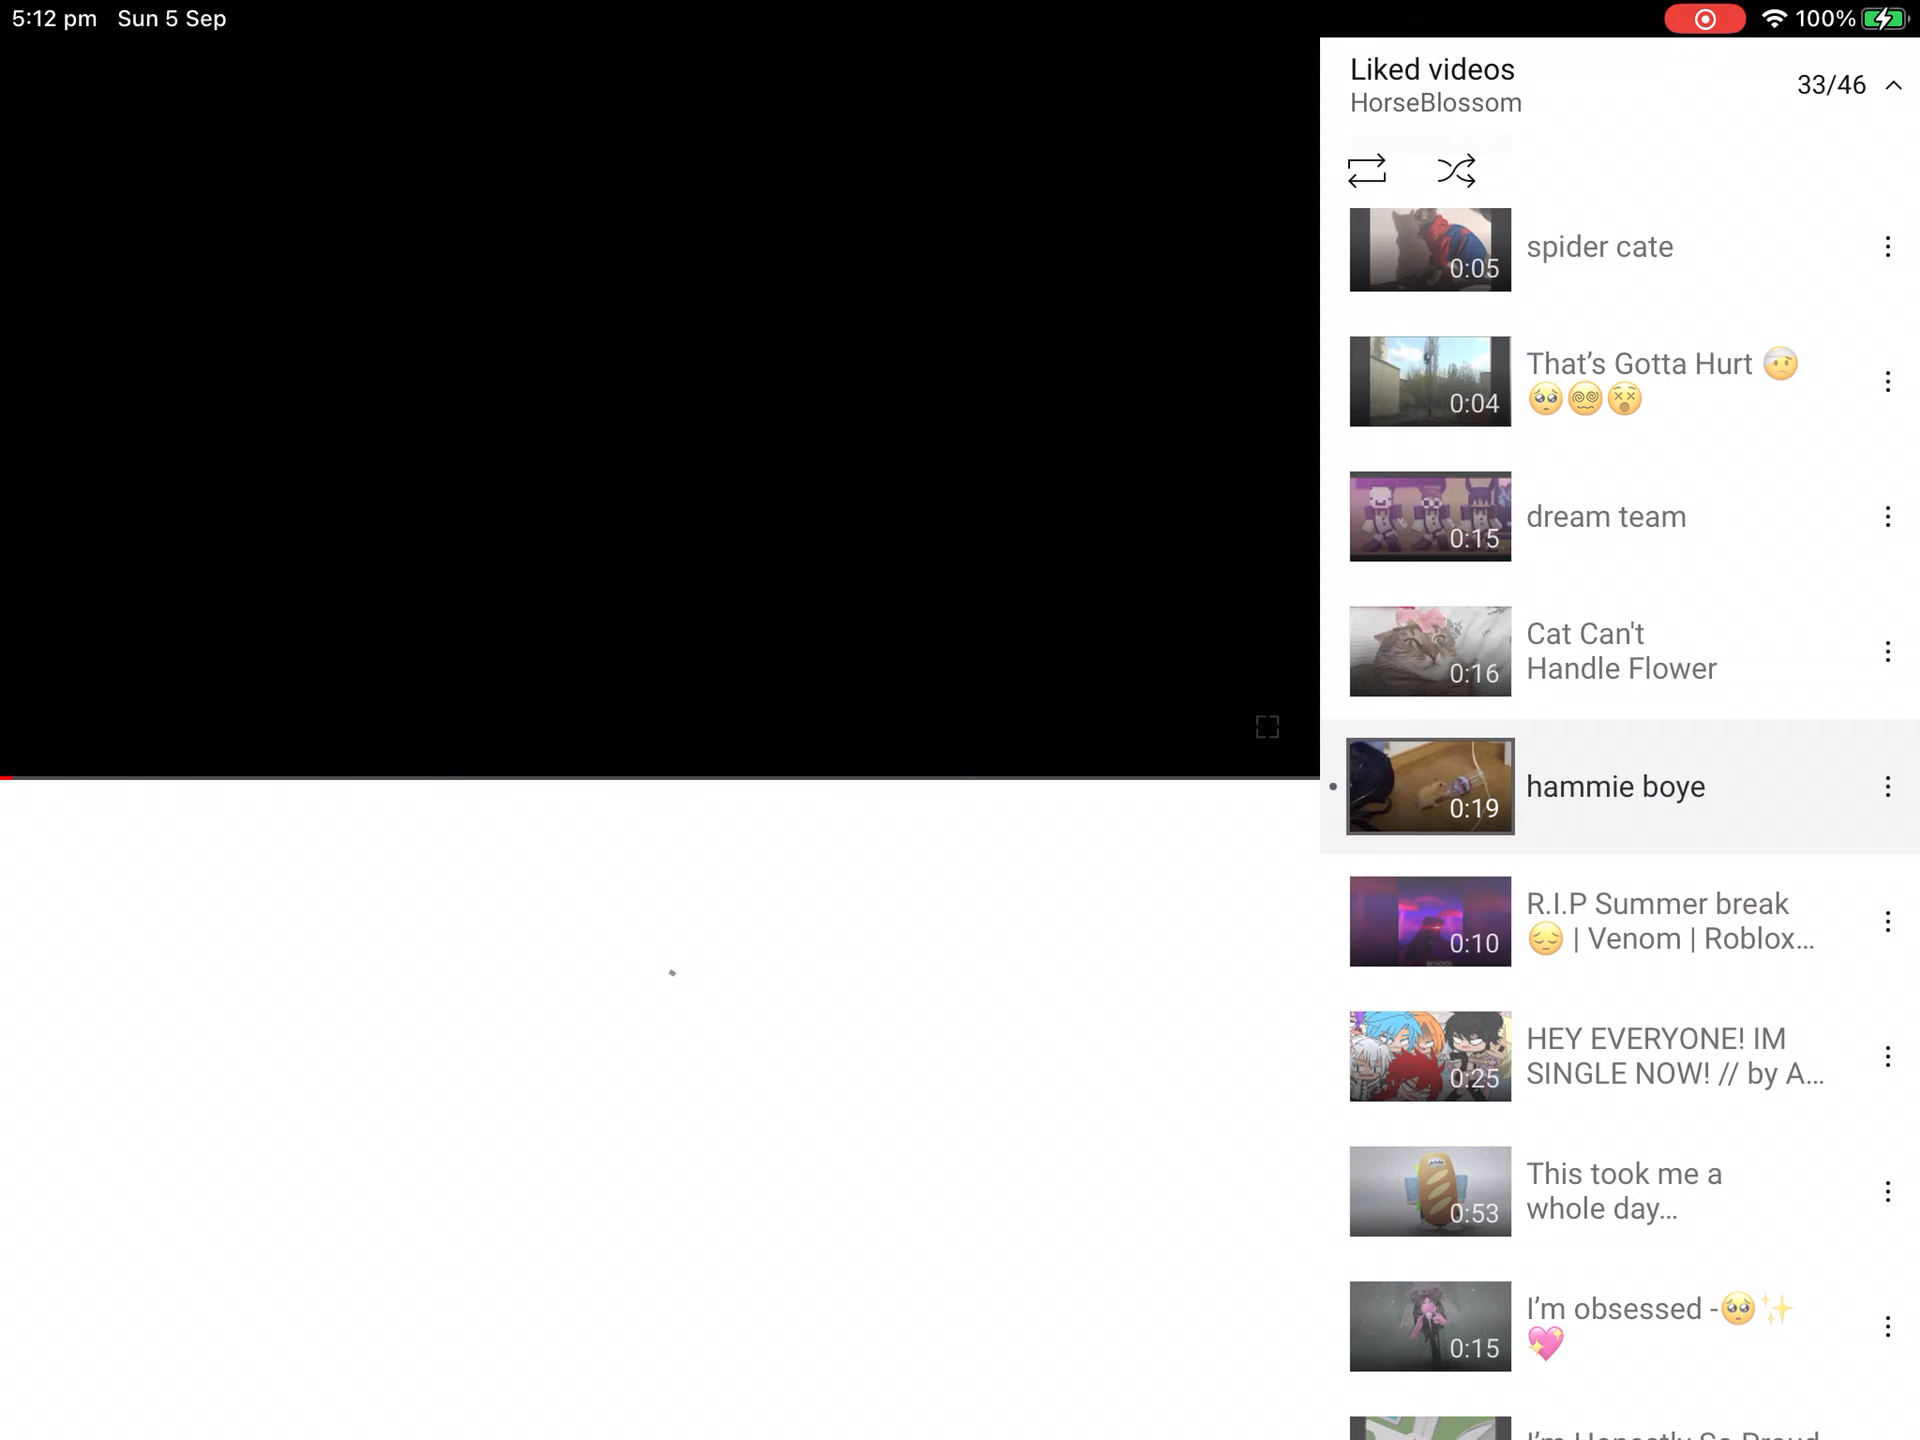 5:12 pm Sun 5 Sep
100%
Liked videos
HorseBlossom
33/46
0:05
spider cate
0:04
That’s Gotta Hurt 🤕
🥺😵‍💫😵
0:15
dream team
0:16
Cat Can't
Handle Flower
0:19
hammie boye
0:10
R.I.P Summer break
😔 | Venom | Roblox...
0:25
HEY EVERYONE! IM
SINGLE NOW! // by A...
0:53
This took me a
whole day...
0:15
I’m obsessed -🥺✨
💖
I’m Honestly So Proud